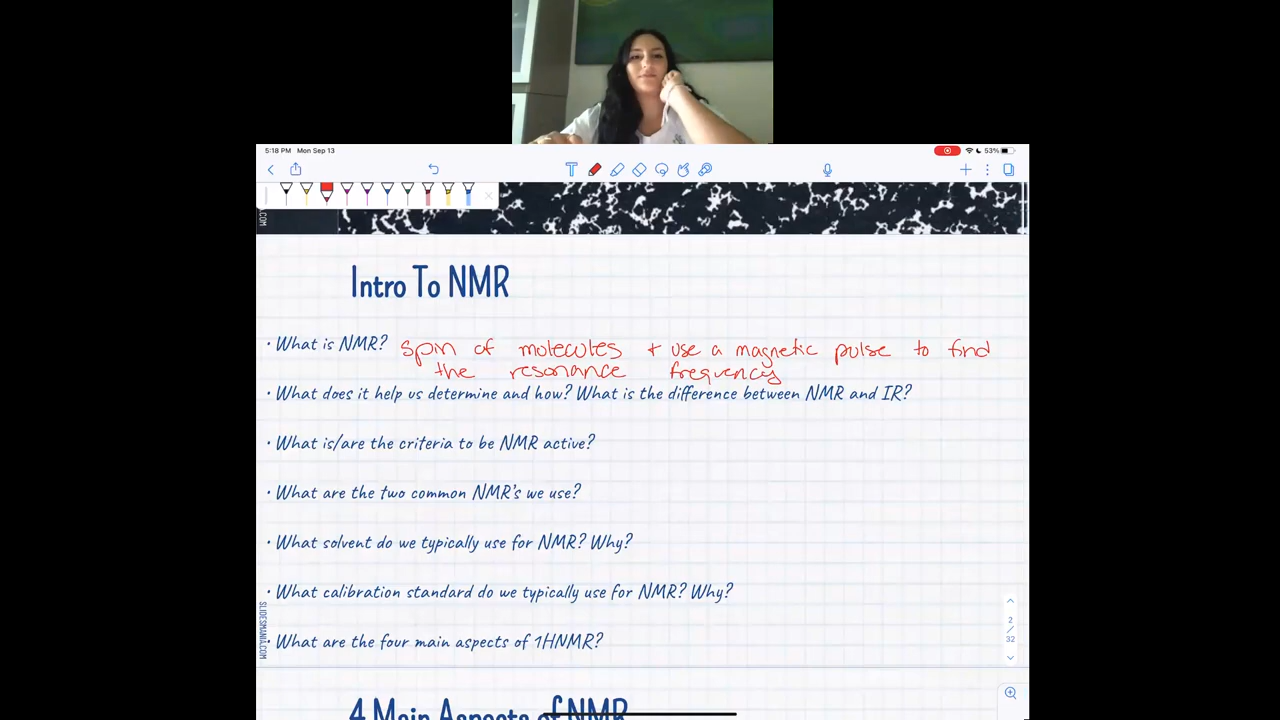 5:18 PM Mon Sep 13
53%
T
.COM
Intro To NMR
• What is NMR? Spin of molecules + use a magnetic pulse to find
the resonance frequency
• What does it help us determine and how? What is the difference between NMR and IR?
• What is/are the criteria to be NMR active?
• What are the two common NMR's we use?
• What solvent do we typically use for NMR? Why?
• What calibration standard do we typically use for NMR? Why?
• What are the four main aspects of 1HNMR?
SLIDESMANIA.COM
2
/
32
4 Main Aspects of NMR